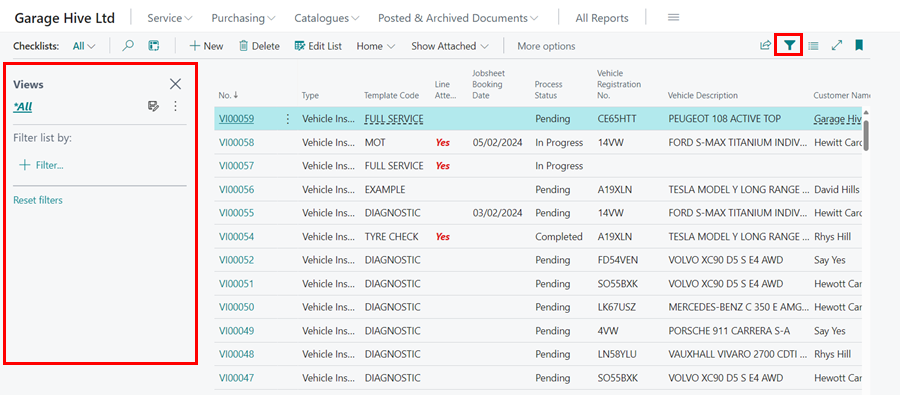 Garage Hive Ltd Service Purchasing Catalogues Posted & Archived Documents All Reports
Checklists: All New Delete Edit List Home Show Attached More options
Views
*All
Filter list by:
Filter...
Reset filters
No. ↓ Type Template Code Line Atte... Jobsheet Booking Date Process Status Vehicle Registration No. Vehicle Description Customer Name
VI00059 Vehicle Ins... FULL SERVICE Pending CE65HTT PEUGEOT 108 ACTIVE TOP Garage Hiv
VI00058 Vehicle Ins... MOT Yes 05/02/2024 In Progress 14VW FORD S-MAX TITANIUM INDIV... Hewitt Carc
VI00057 Vehicle Ins... FULL SERVICE Yes In Progress
VI00056 Vehicle Ins... EXAMPLE Pending A19XLN TESLA MODEL Y LONG RANGE ... David Hills
VI00055 Vehicle Ins... DIAGNOSTIC 03/02/2024 Pending 14VW FORD S-MAX TITANIUM INDIV... Hewitt Carc
VI00054 Vehicle Ins... TYRE CHECK Yes Completed A19XLN TESLA MODEL Y LONG RANGE ... Rhys Hill
VI00052 Vehicle Ins... DIAGNOSTIC Pending FD54VEN VOLVO XC90 D5 S E4 AWD Say Yes
VI00051 Vehicle Ins... DIAGNOSTIC Pending SO55BXK VOLVO XC90 D5 S E4 AWD Hewott Car
VI00050 Vehicle Ins... DIAGNOSTIC Pending LK67USZ MERCEDES-BENZ C 350 E AMG... Hewott Car
VI00049 Vehicle Ins... DIAGNOSTIC Pending 4VW PORSCHE 911 CARRERA S-A Say Yes
VI00048 Vehicle Ins... DIAGNOSTIC Pending LN58YLU VAUXHALL VIVARO 2700 CDTI ... Rhys Hill
VI00047 Vehicle Ins... DIAGNOSTIC Pending SO55BXK VOLVO XC90 D5 S E4 AWD Hewott Car